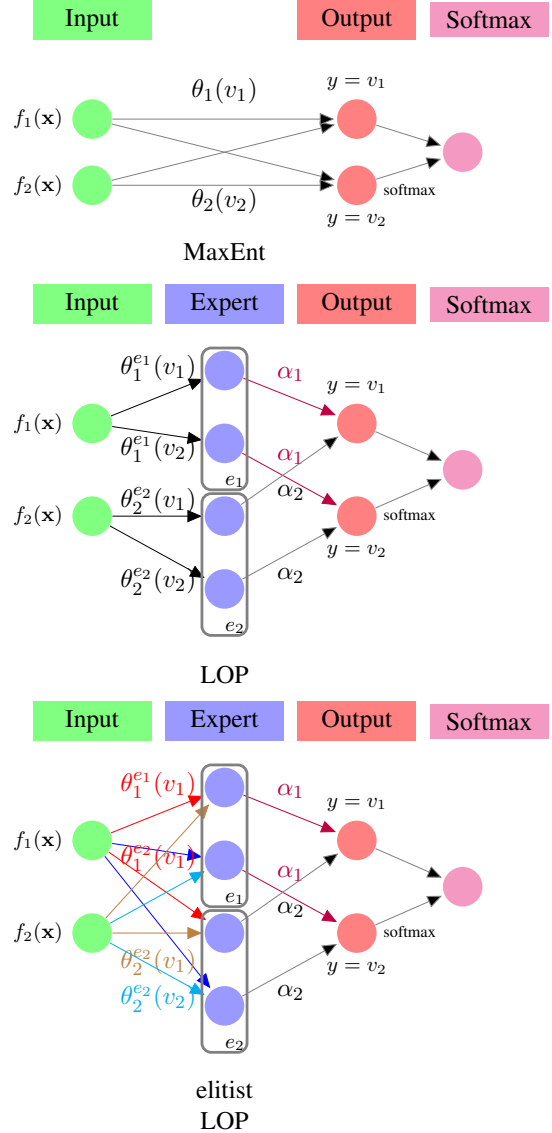 Input Output Softmax
θ₁(v₁)
y = v₁
f₁(x)
f₂(x)
θ₂(v₂)
softmax
y = v₂
MaxEnt
Input Expert Output Softmax
θ₁^{e₁}(v₁)
α₁
y = v₁
f₁(x)
θ₁^{e₁}(v₂)
α₁
e₁
α₂
θ₂^{e₂}(v₁)
f₂(x)
softmax
y = v₂
θ₂^{e₂}(v₂)
α₂
e₂
LOP
Input Expert Output Softmax
θ₁^{e₁}(v₁)
α₁
y = v₁
f₁(x)
θ₁^{e₂}(v₁)
α₁
e₁
α₂
f₂(x)
softmax
θ₂^{e₂}(v₁)
y = v₂
θ₂^{e₂}(v₂)
α₂
e₂
elitist
LOP